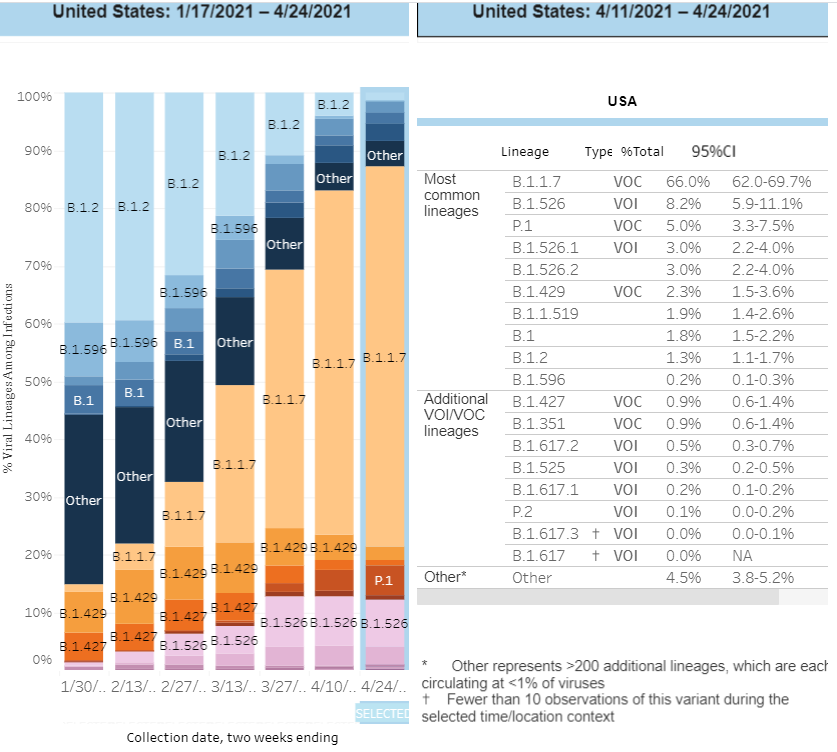 United States: 1/17/2021 – 4/24/2021
100%
90%
80%
70%
60%
50%
40%
30%
20%
10%
0%
% Viral Lineages Among Infections
B.1.2
B.1.596
B.1
Other
B.1.429
B.1.427
B.1.2
B.1.596
B.1
Other
B.1.1.7
B.1.429
B.1.427
B.1.2
B.1.596
B.1
Other
B.1.1.7
B.1.429
B.1.427
B.1.526
B.1.2
B.1.596
Other
B.1.1.7
B.1.429
B.1.427
B.1.526
B.1.2
Other
B.1.1.7
B.1.429
B.1.526
B.1.2
Other
B.1.1.7
B.1.429
B.1.526
Other
B.1.1.7
P.1
B.1.526
1/30/.. 2/13/.. 2/27/.. 3/13/.. 3/27/.. 4/10/.. 4/24/..
SELECTED
Collection date, two weeks ending
United States: 4/11/2021 – 4/24/2021
USA
Lineage Type %Total 95%CI
Most common lineages B.1.1.7 VOC 66.0% 62.0-69.7%
B.1.526 VOI 8.2% 5.9-11.1%
P.1 VOC 5.0% 3.3-7.5%
B.1.526.1 VOI 3.0% 2.2-4.0%
B.1.526.2 3.0% 2.2-4.0%
B.1.429 VOC 2.3% 1.5-3.6%
B.1.1.519 1.9% 1.4-2.6%
B.1 1.8% 1.5-2.2%
B.1.2 1.3% 1.1-1.7%
B.1.596 0.2% 0.1-0.3%
Additional VOI/VOC lineages B.1.427 VOC 0.9% 0.6-1.4%
B.1.351 VOC 0.9% 0.6-1.4%
B.1.617.2 VOI 0.5% 0.3-0.7%
B.1.525 VOI 0.3% 0.2-0.5%
B.1.617.1 VOI 0.2% 0.1-0.2%
P.2 VOI 0.1% 0.0-0.2%
B.1.617.3 † VOI 0.0% 0.0-0.1%
B.1.617 † VOI 0.0% NA
Other* Other 4.5% 3.8-5.2%
* Other represents >200 additional lineages, which are each
circulating at <1% of viruses
† Fewer than 10 observations of this variant during the
selected time/location context